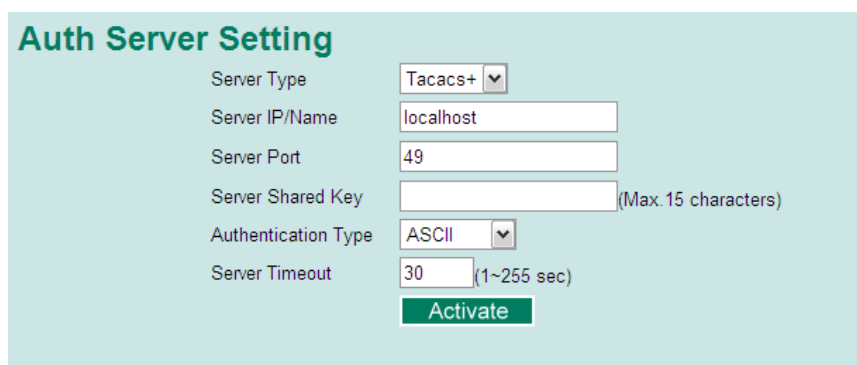 Auth Server Setting
Server Type Tacacs+
Server IP/Name localhost
Server Port 49
Server Shared Key (Max.15 characters)
Authentication Type ASCII
Server Timeout 30 (1~255 sec)
Activate